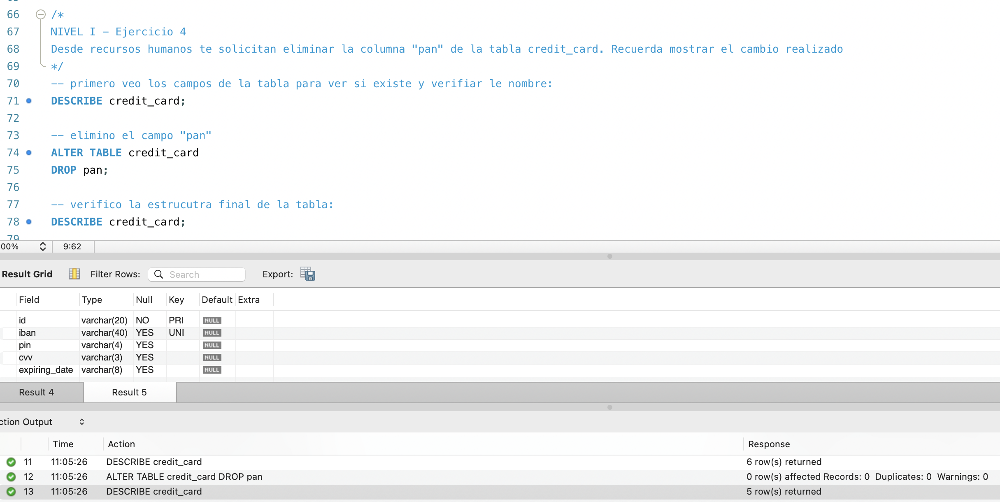 66 /*
67 NIVEL I - Ejercicio 4
68 Desde recursos humanos te solicitan eliminar la columna "pan" de la tabla credit_card. Recuerda mostrar el cambio realizado
69 */
70 -- primero veo los campos de la tabla para ver si existe y verifiar le nombre:
71 DESCRIBE credit_card;
72
73 -- elimino el campo "pan"
74 ALTER TABLE credit_card
75 DROP pan;
76
77 -- verifico la estrucutra final de la tabla:
78 DESCRIBE credit_card;
79
00% 9:62
Result Grid Filter Rows: Search Export:
Field Type Null Key Default Extra
id varchar(20) NO PRI NULL
iban varchar(40) YES UNI NULL
pin varchar(4) YES NULL
cvv varchar(3) YES NULL
expiring_date varchar(8) YES NULL
Result 4 Result 5
ction Output
Time Action Response
11 11:05:26 DESCRIBE credit_card 6 row(s) returned
12 11:05:26 ALTER TABLE credit_card DROP pan 0 row(s) affected Records: 0 Duplicates: 0 Warnings: 0
13 11:05:26 DESCRIBE credit_card 5 row(s) returned